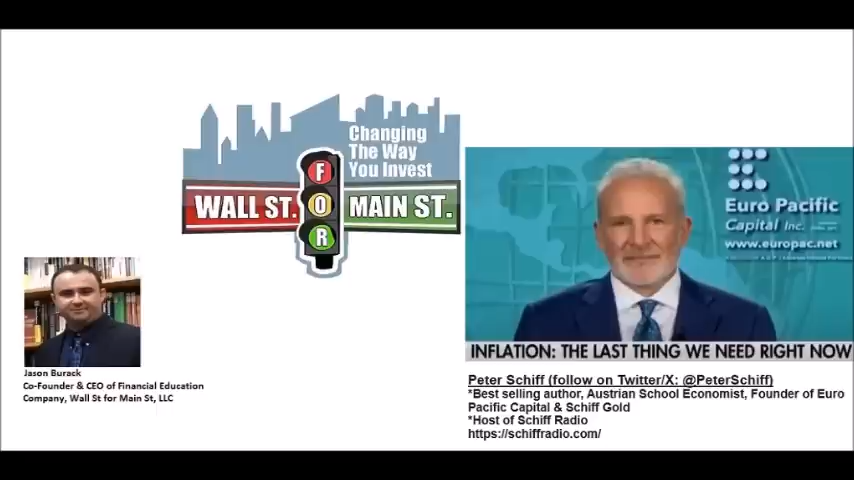 Changing
The Way
You Invest
WALL ST. FOR MAIN ST.
Euro Pacific
Capital Inc.
www.europac.net
INFLATION: THE LAST THING WE NEED RIGHT NOW
Jason Burack
Co-Founder & CEO of Financial Education
Company, Wall St for Main St, LLC
Peter Schiff (follow on Twitter/X: @PeterSchiff)
*Best selling author, Austrian School Economist, Founder of Euro
Pacific Capital & Schiff Gold
*Host of Schiff Radio
https://schiffradio.com/